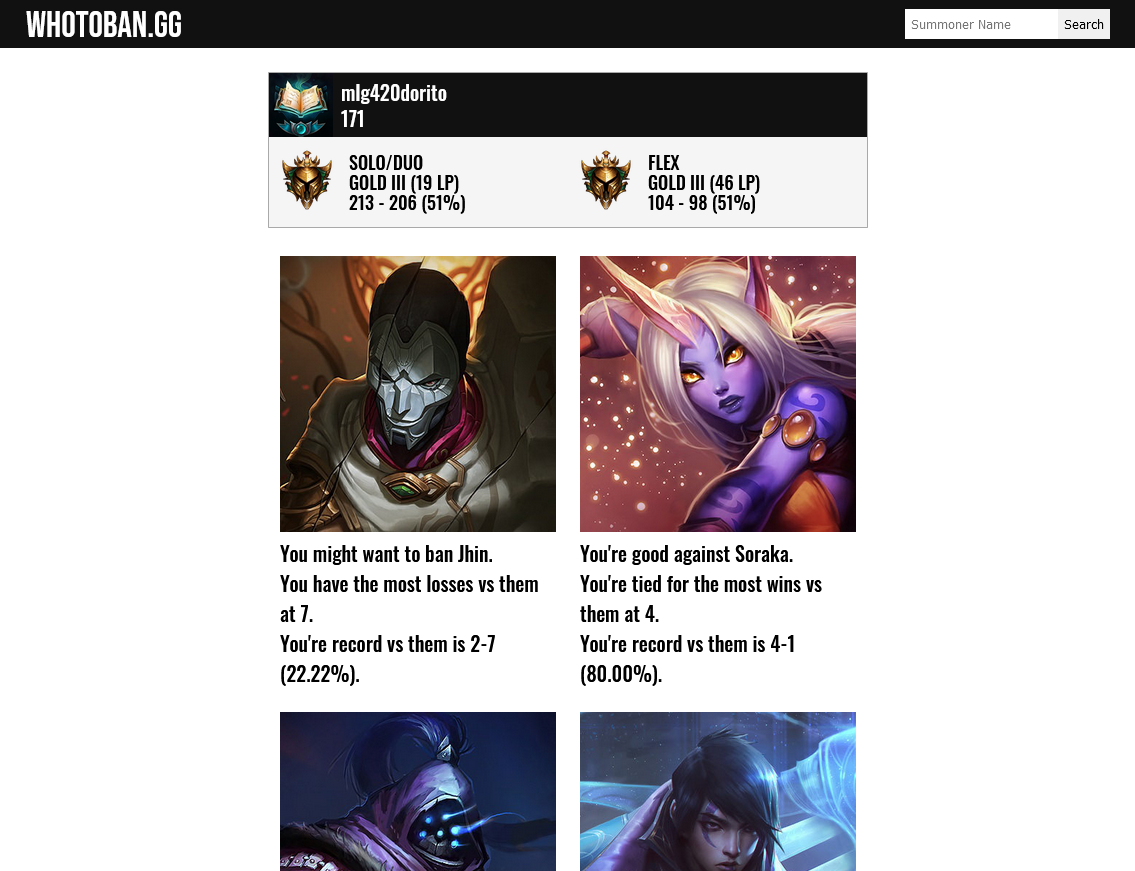 WHOTOBAN.GG
Summoner Name
Search
mlg420dorito
171
SOLO/DUO
GOLD III (19 LP)
213 - 206 (51%)
FLEX
GOLD III (46 LP)
104 - 98 (51%)
You might want to ban Jhin.
You have the most losses vs them
at 7.
You're record vs them is 2-7
(22.22%).
You're good against Soraka.
You're tied for the most wins vs
them at 4.
You're record vs them is 4-1
(80.00%).